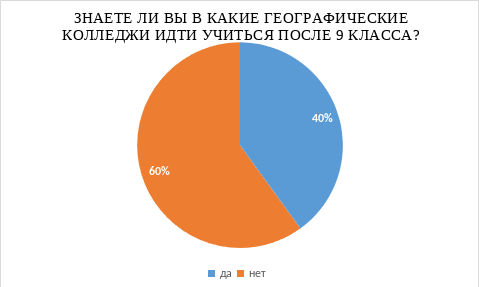 ЗНАЕТЕ ЛИ ВЫ В КАКИЕ ГЕОГРАФИЧЕСКИЕ
КОЛЛЕДЖИ ИДТИ УЧИТЬСЯ ПОСЛЕ 9 КЛАССА?
40%
60%
да нет